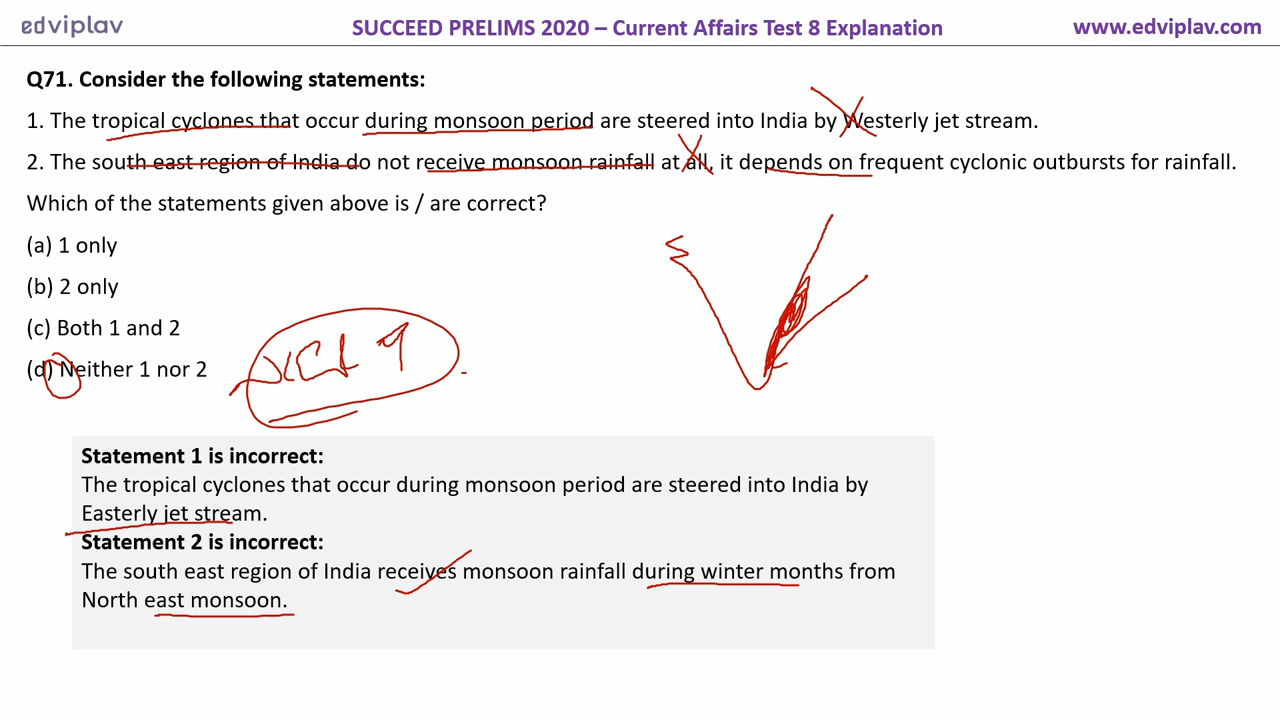 edviplav
SUCCEED PRELIMS 2020 – Current Affairs Test 8 Explanation
www.edviplav.com
Q71. Consider the following statements:
1. The tropical cyclones that occur during monsoon period are steered into India by Westerly jet stream.
2. The south east region of India do not receive monsoon rainfall at all, it depends on frequent cyclonic outbursts for rainfall.
Which of the statements given above is / are correct?
(a) 1 only
(b) 2 only
(c) Both 1 and 2
(d) Neither 1 nor 2
Statement 1 is incorrect:
The tropical cyclones that occur during monsoon period are steered into India by
Easterly jet stream.
Statement 2 is incorrect:
The south east region of India receives monsoon rainfall during winter months from
North east monsoon.